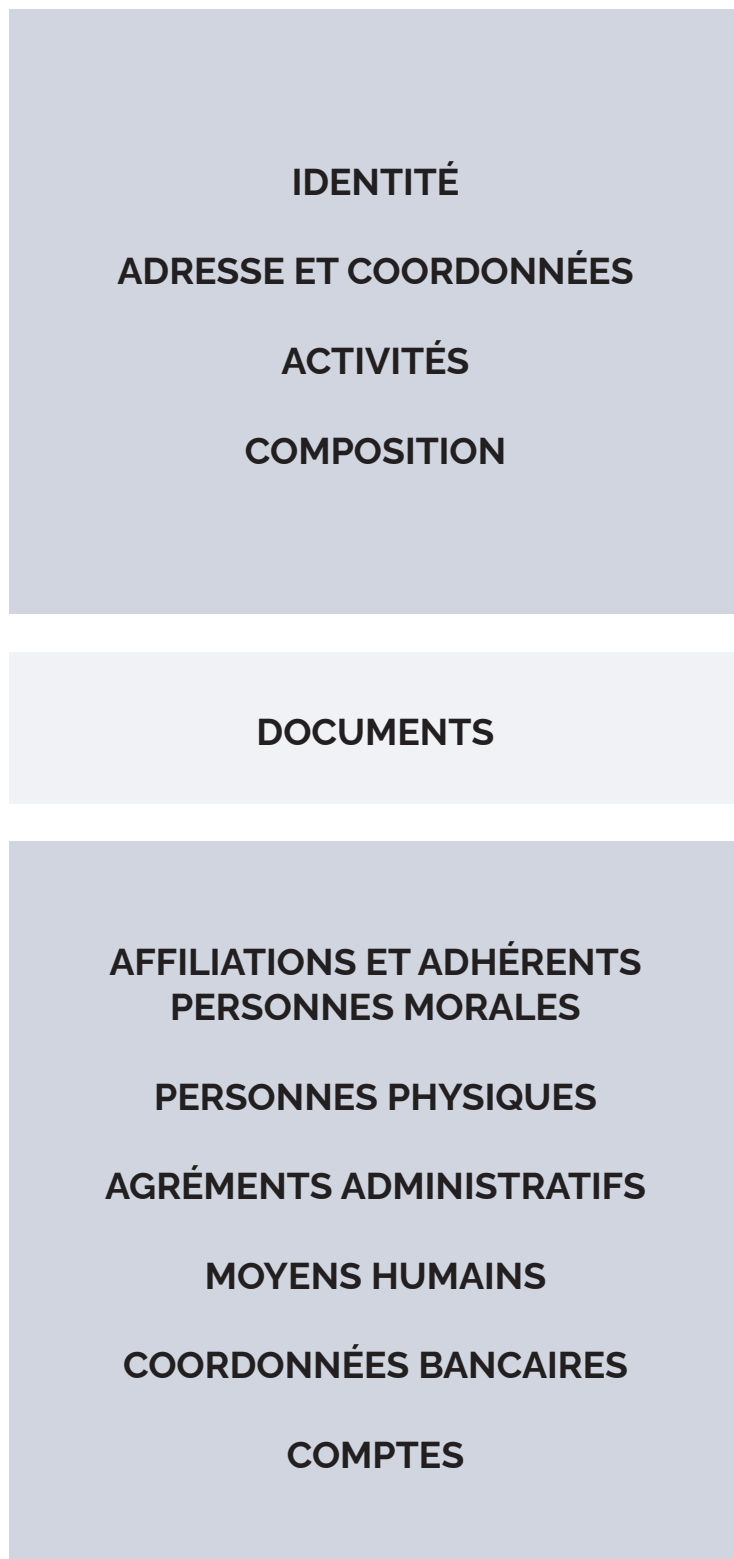 IDENTITÉ
ADRESSE ET COORDONNÉES
ACTIVITÉS
COMPOSITION
DOCUMENTS
AFFILIATIONS ET ADHÉRENTS
PERSONNES MORALES
PERSONNES PHYSIQUES
AGRÉMENTS ADMINISTRATIFS
MOYENS HUMAINS
COORDONNÉES BANCAIRES
COMPTES